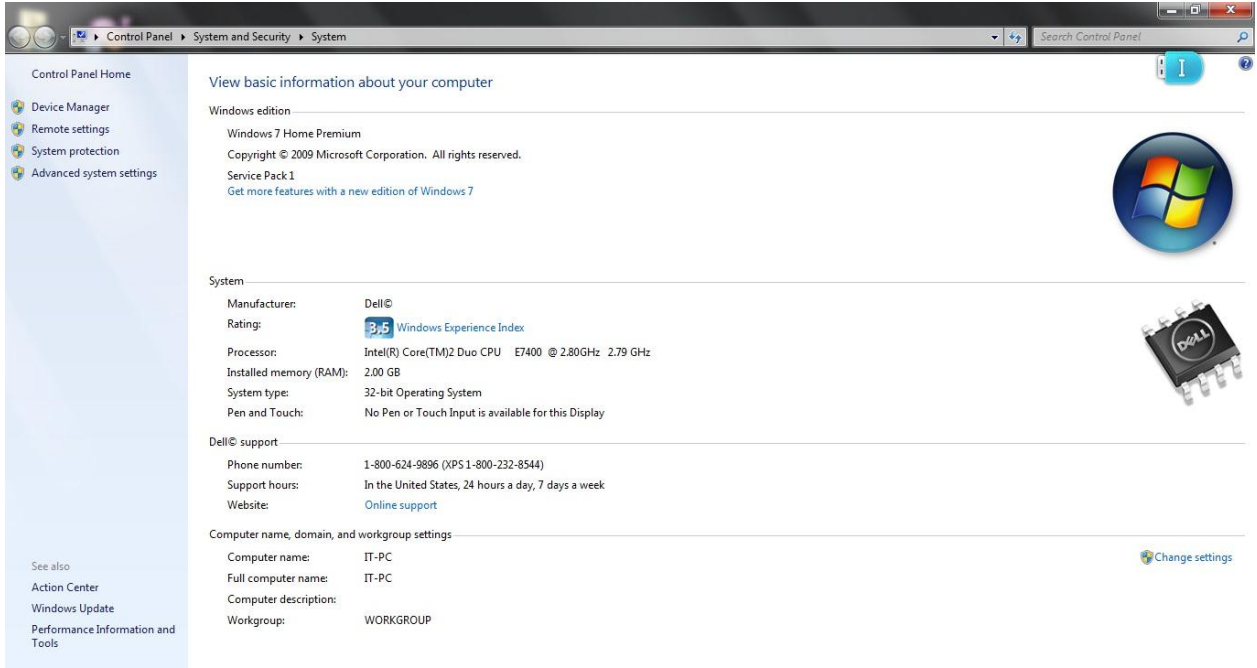 Control Panel ▸ System and Security ▸ System
Search Control Panel
Control Panel Home
Device Manager
Remote settings
System protection
Advanced system settings
See also
Action Center
Windows Update
Performance Information and
Tools
View basic information about your computer
Windows edition
Windows 7 Home Premium
Copyright © 2009 Microsoft Corporation. All rights reserved.
Service Pack 1
Get more features with a new edition of Windows 7
System
Manufacturer: Dell©
Rating: 3,5 Windows Experience Index
Processor: Intel(R) Core(TM)2 Duo CPU E7400 @ 2.80GHz 2.79 GHz
Installed memory (RAM): 2.00 GB
System type: 32-bit Operating System
Pen and Touch: No Pen or Touch Input is available for this Display
DELL
Dell© support
Phone number: 1-800-624-9896 (XPS 1-800-232-8544)
Support hours: In the United States, 24 hours a day, 7 days a week
Website: Online support
Computer name, domain, and workgroup settings
Computer name: IT-PC
Change settings
Full computer name: IT-PC
Computer description:
Workgroup: WORKGROUP